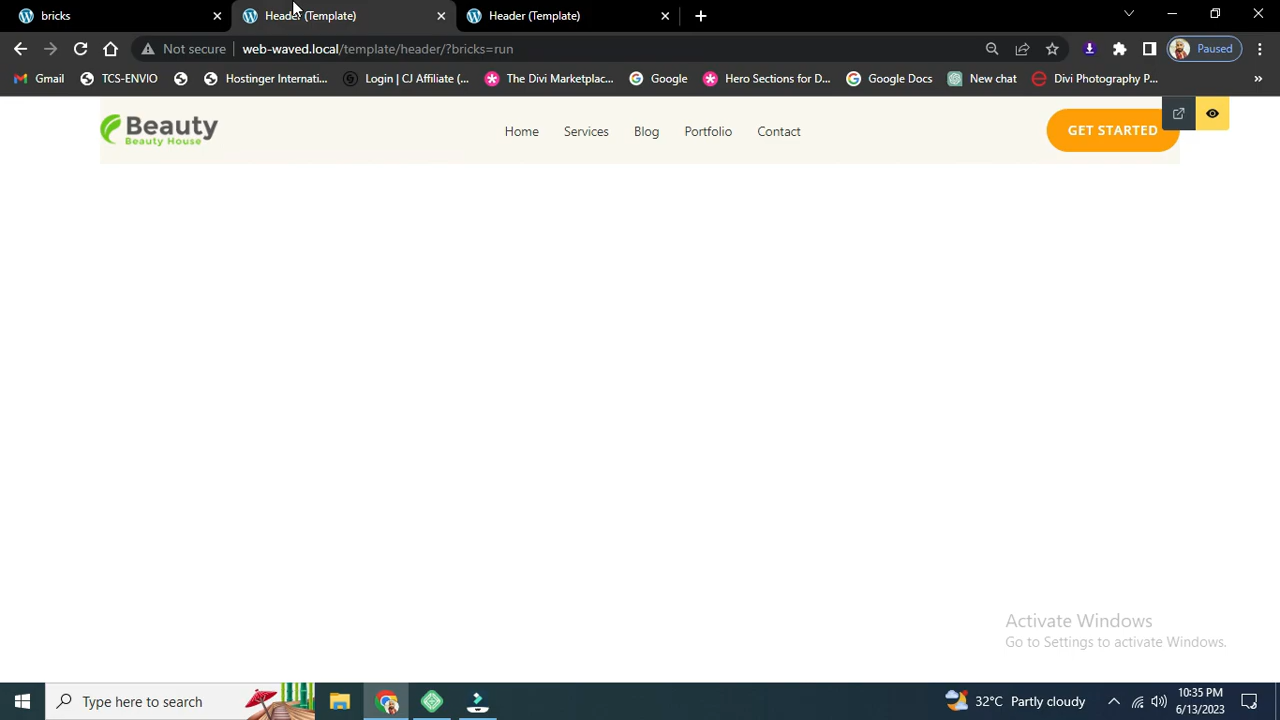 bricks
Header (Template)
Header (Template)
Not secure
web-waved.local/template/header/?bricks=run
Paused
Gmail
TCS-ENVIO
Hostinger Internati...
Login | CJ Affiliate (...
The Divi Marketplac...
Google
Hero Sections for D...
Google Docs
New chat
Divi Photography P...
»
Beauty
Beauty House
Home
Services
Blog
Portfolio
Contact
GET STARTED
Activate Windows
Go to Settings to activate Windows.
Type here to search
32°C Partly cloudy
10:35 PM
6/13/2023